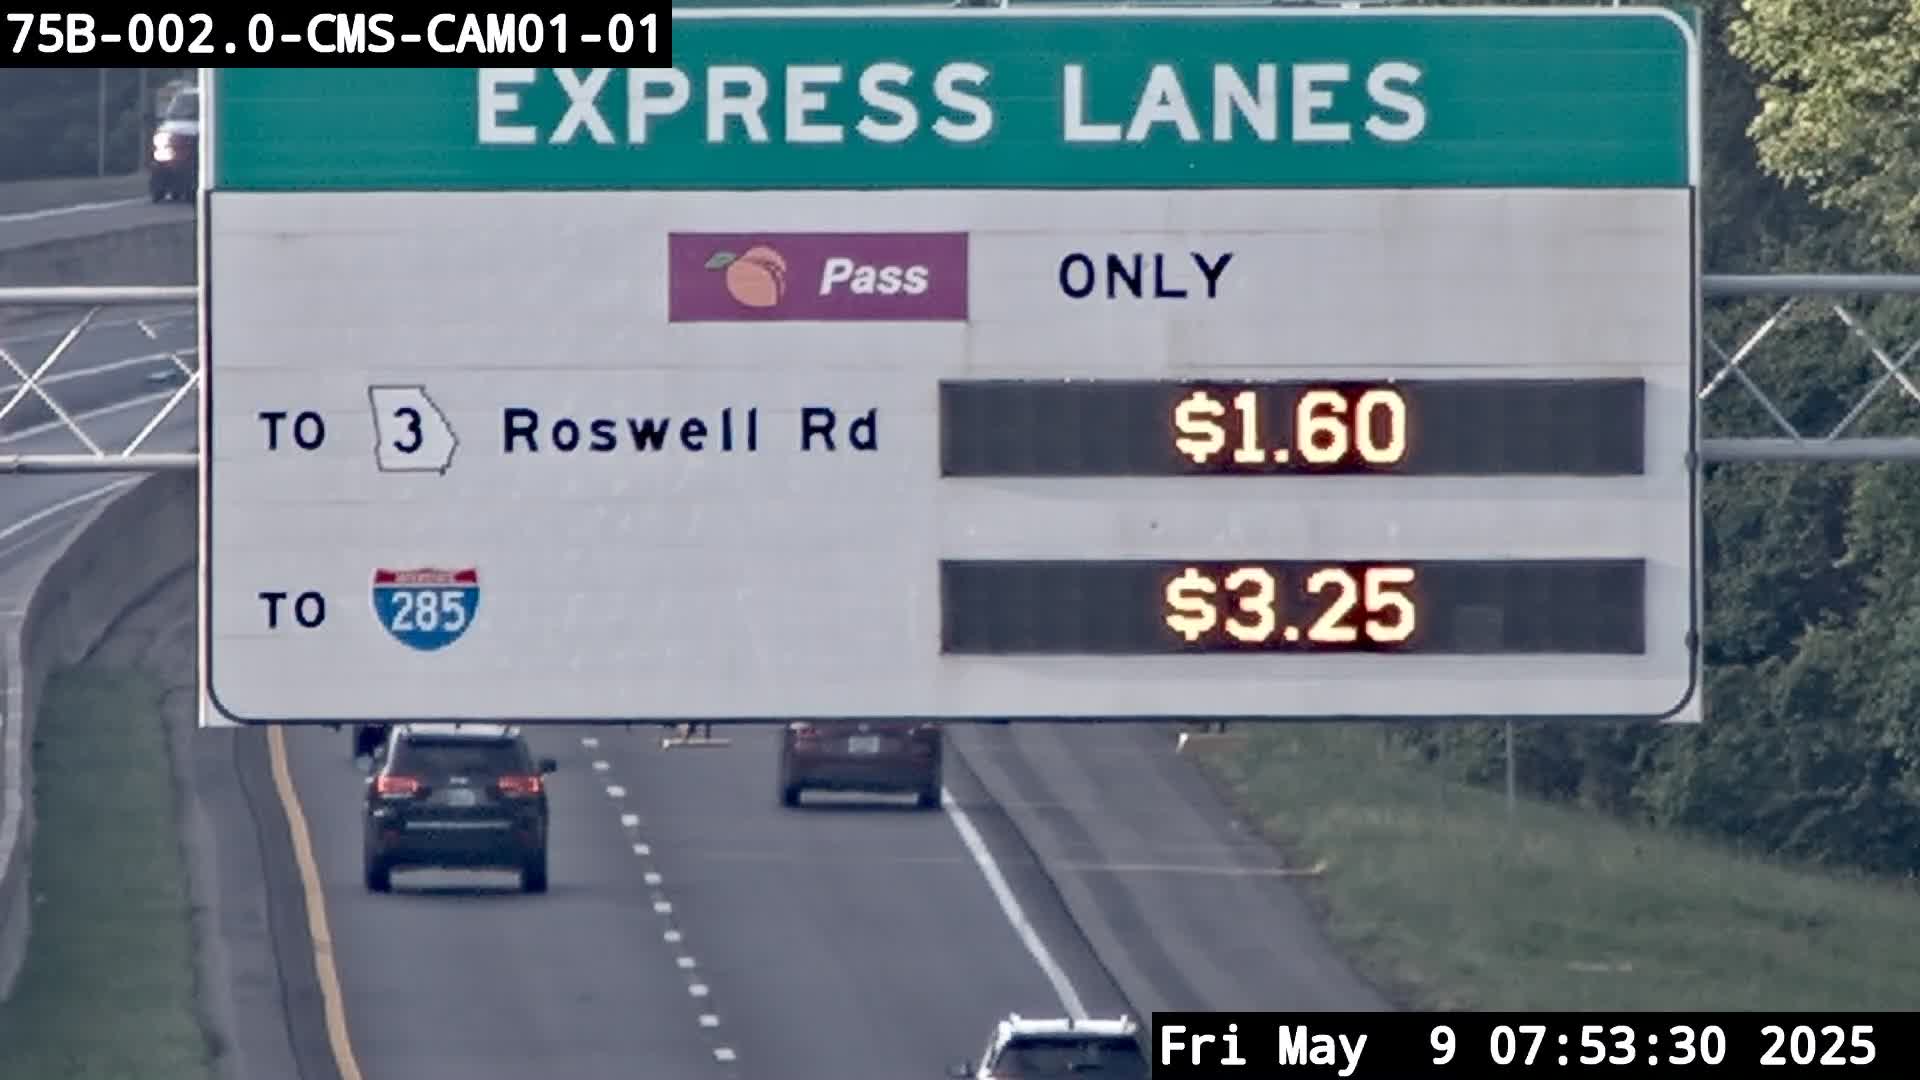 75B-002.0-CMS-CAM01-01
EXPRESS LANES
Pass ONLY
TO 3 Roswell Rd $1.60
TO 285 $3.25
Fri May 9 07:53:30 2025